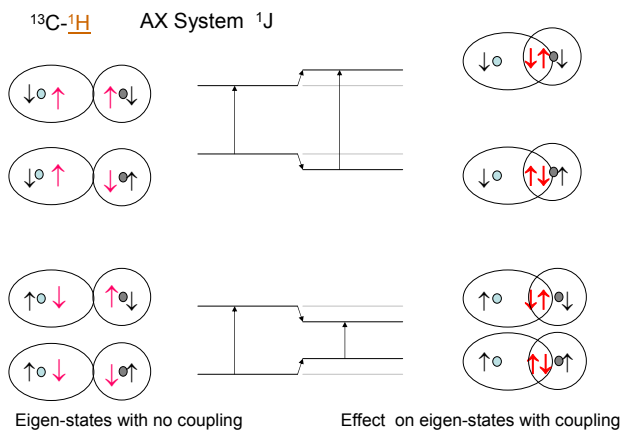 ¹³C-¹H AX System ¹J
Eigen-states with no coupling
Effect on eigen-states with coupling